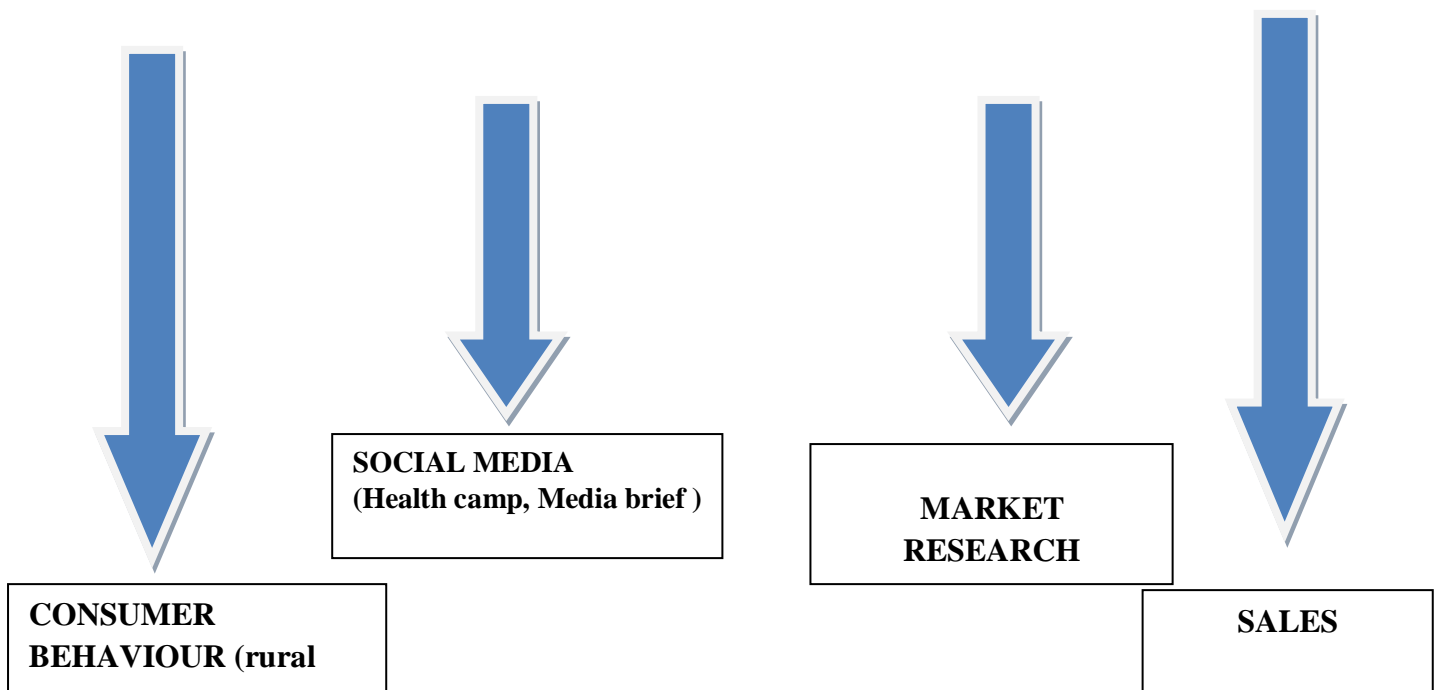 SOCIAL MEDIA
(Health camp, Media brief )
MARKET
RESEARCH
CONSUMER
BEHAVIOUR (rural
SALES